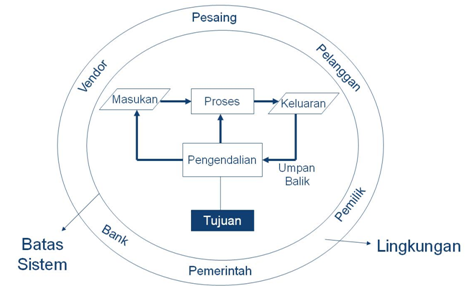 Pesaing
Vendor
Pelanggan
Masukan
Proses
Keluaran
Pengendalian
Umpan
Balik
Tujuan
Pemilik
Bank
Pemerintah
Batas
Sistem
Lingkungan